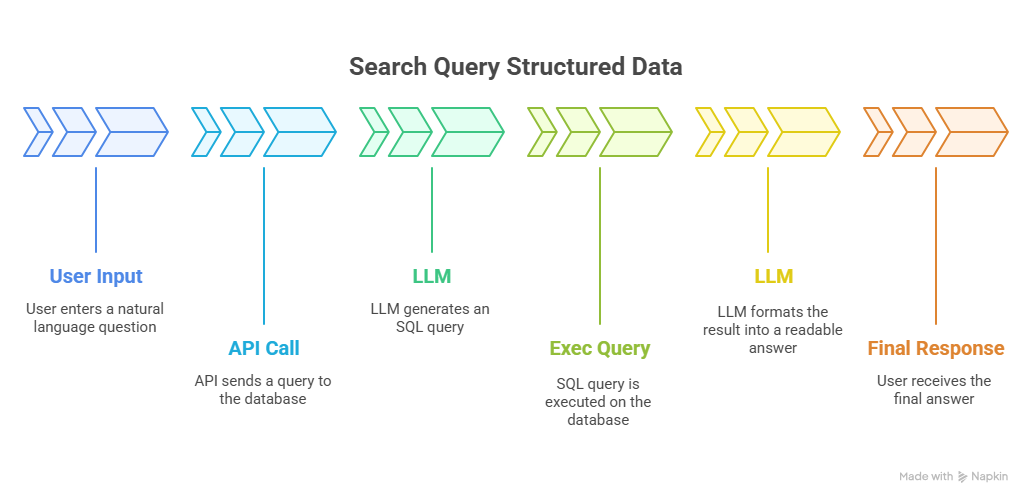 Search Query Structured Data
User Input
User enters a natural
language question
API Call
API sends a query to
the database
LLM
LLM generates an
SQL query
Exec Query
SQL query is
executed on the
database
LLM
LLM formats the
result into a readable
answer
Final Response
User receives the
final answer
Made with Napkin